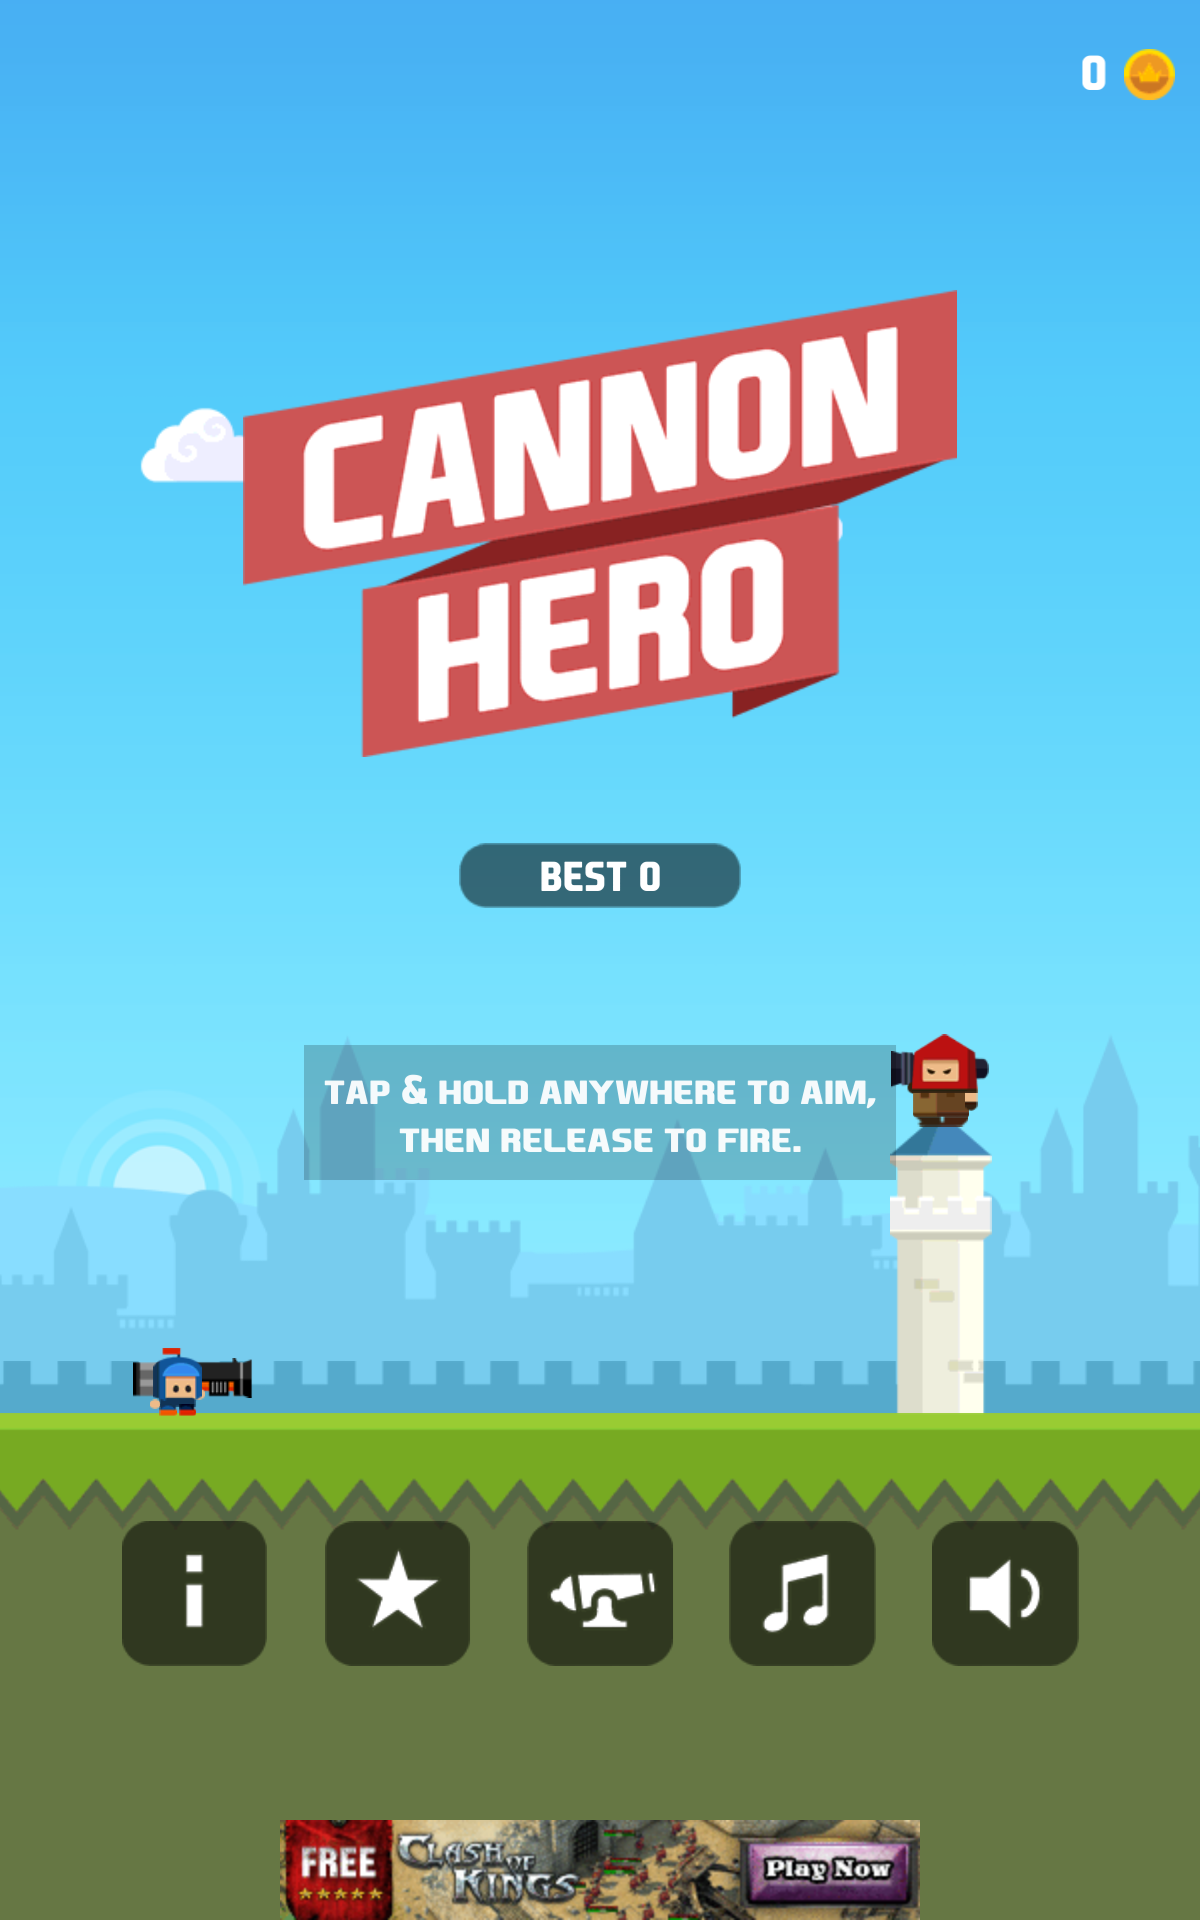 0
CANNON
HERO
BEST 0
TAP & HOLD ANYWHERE TO AIM,
THEN RELEASE TO FIRE.
FREE
CLASH OF
KINGS
Play Now